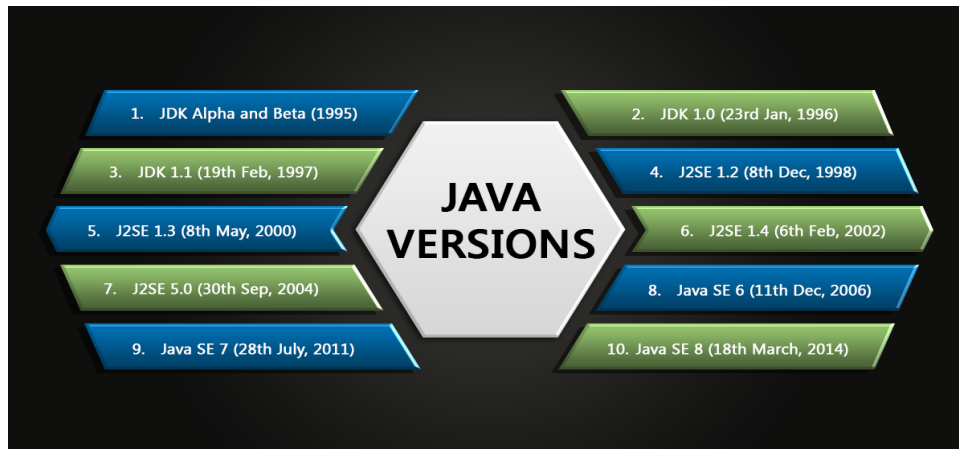 1. JDK Alpha and Beta (1995)
2. JDK 1.0 (23rd Jan, 1996)
3. JDK 1.1 (19th Feb, 1997)
4. J2SE 1.2 (8th Dec, 1998)
JAVA
VERSIONS
5. J2SE 1.3 (8th May, 2000)
6. J2SE 1.4 (6th Feb, 2002)
7. J2SE 5.0 (30th Sep, 2004)
8. Java SE 6 (11th Dec, 2006)
9. Java SE 7 (28th July, 2011)
10. Java SE 8 (18th March, 2014)